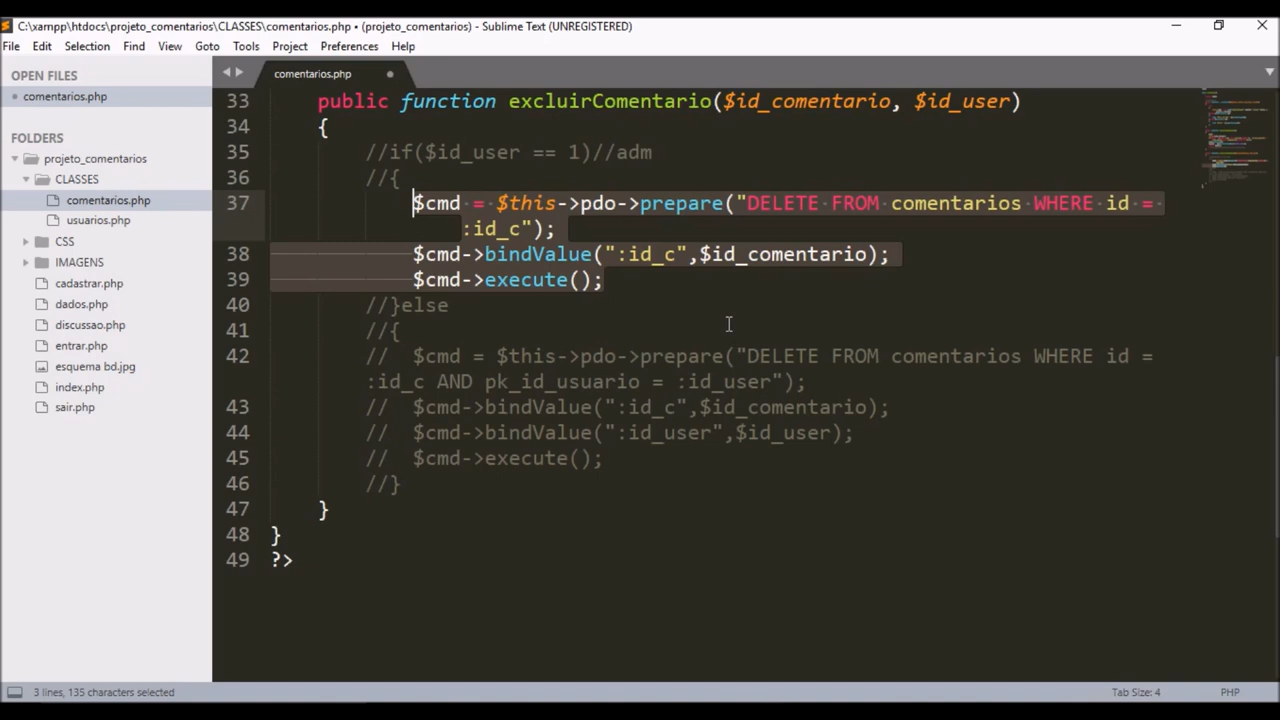 C:\xampp\htdocs\projeto_comentarios\CLASSES\comentarios.php • (projeto_comentarios) - Sublime Text (UNREGISTERED)
File Edit Selection Find View Goto Tools Project Preferences Help
OPEN FILES
comentarios.php
FOLDERS
projeto_comentarios
CLASSES
comentarios.php
usuarios.php
CSS
IMAGENS
cadastrar.php
dados.php
discussao.php
entrar.php
esquema bd.jpg
index.php
sair.php
comentarios.php
33 public function excluirComentario($id_comentario, $id_user)
34 {
35 //if($id_user == 1)//adm
36 //{
37 $cmd = $this->pdo->prepare("DELETE FROM comentarios WHERE id =
:id_c");
38 $cmd->bindValue(":id_c",$id_comentario);
39 $cmd->execute();
40 //}else
41 //{
42 // $cmd = $this->pdo->prepare("DELETE FROM comentarios WHERE id =
:id_c AND pk_id_usuario = :id_user");
43 // $cmd->bindValue(":id_c",$id_comentario);
44 // $cmd->bindValue(":id_user",$id_user);
45 // $cmd->execute();
46 //}
47 }
48 }
49 ?>
3 lines, 135 characters selected
Tab Size: 4
PHP